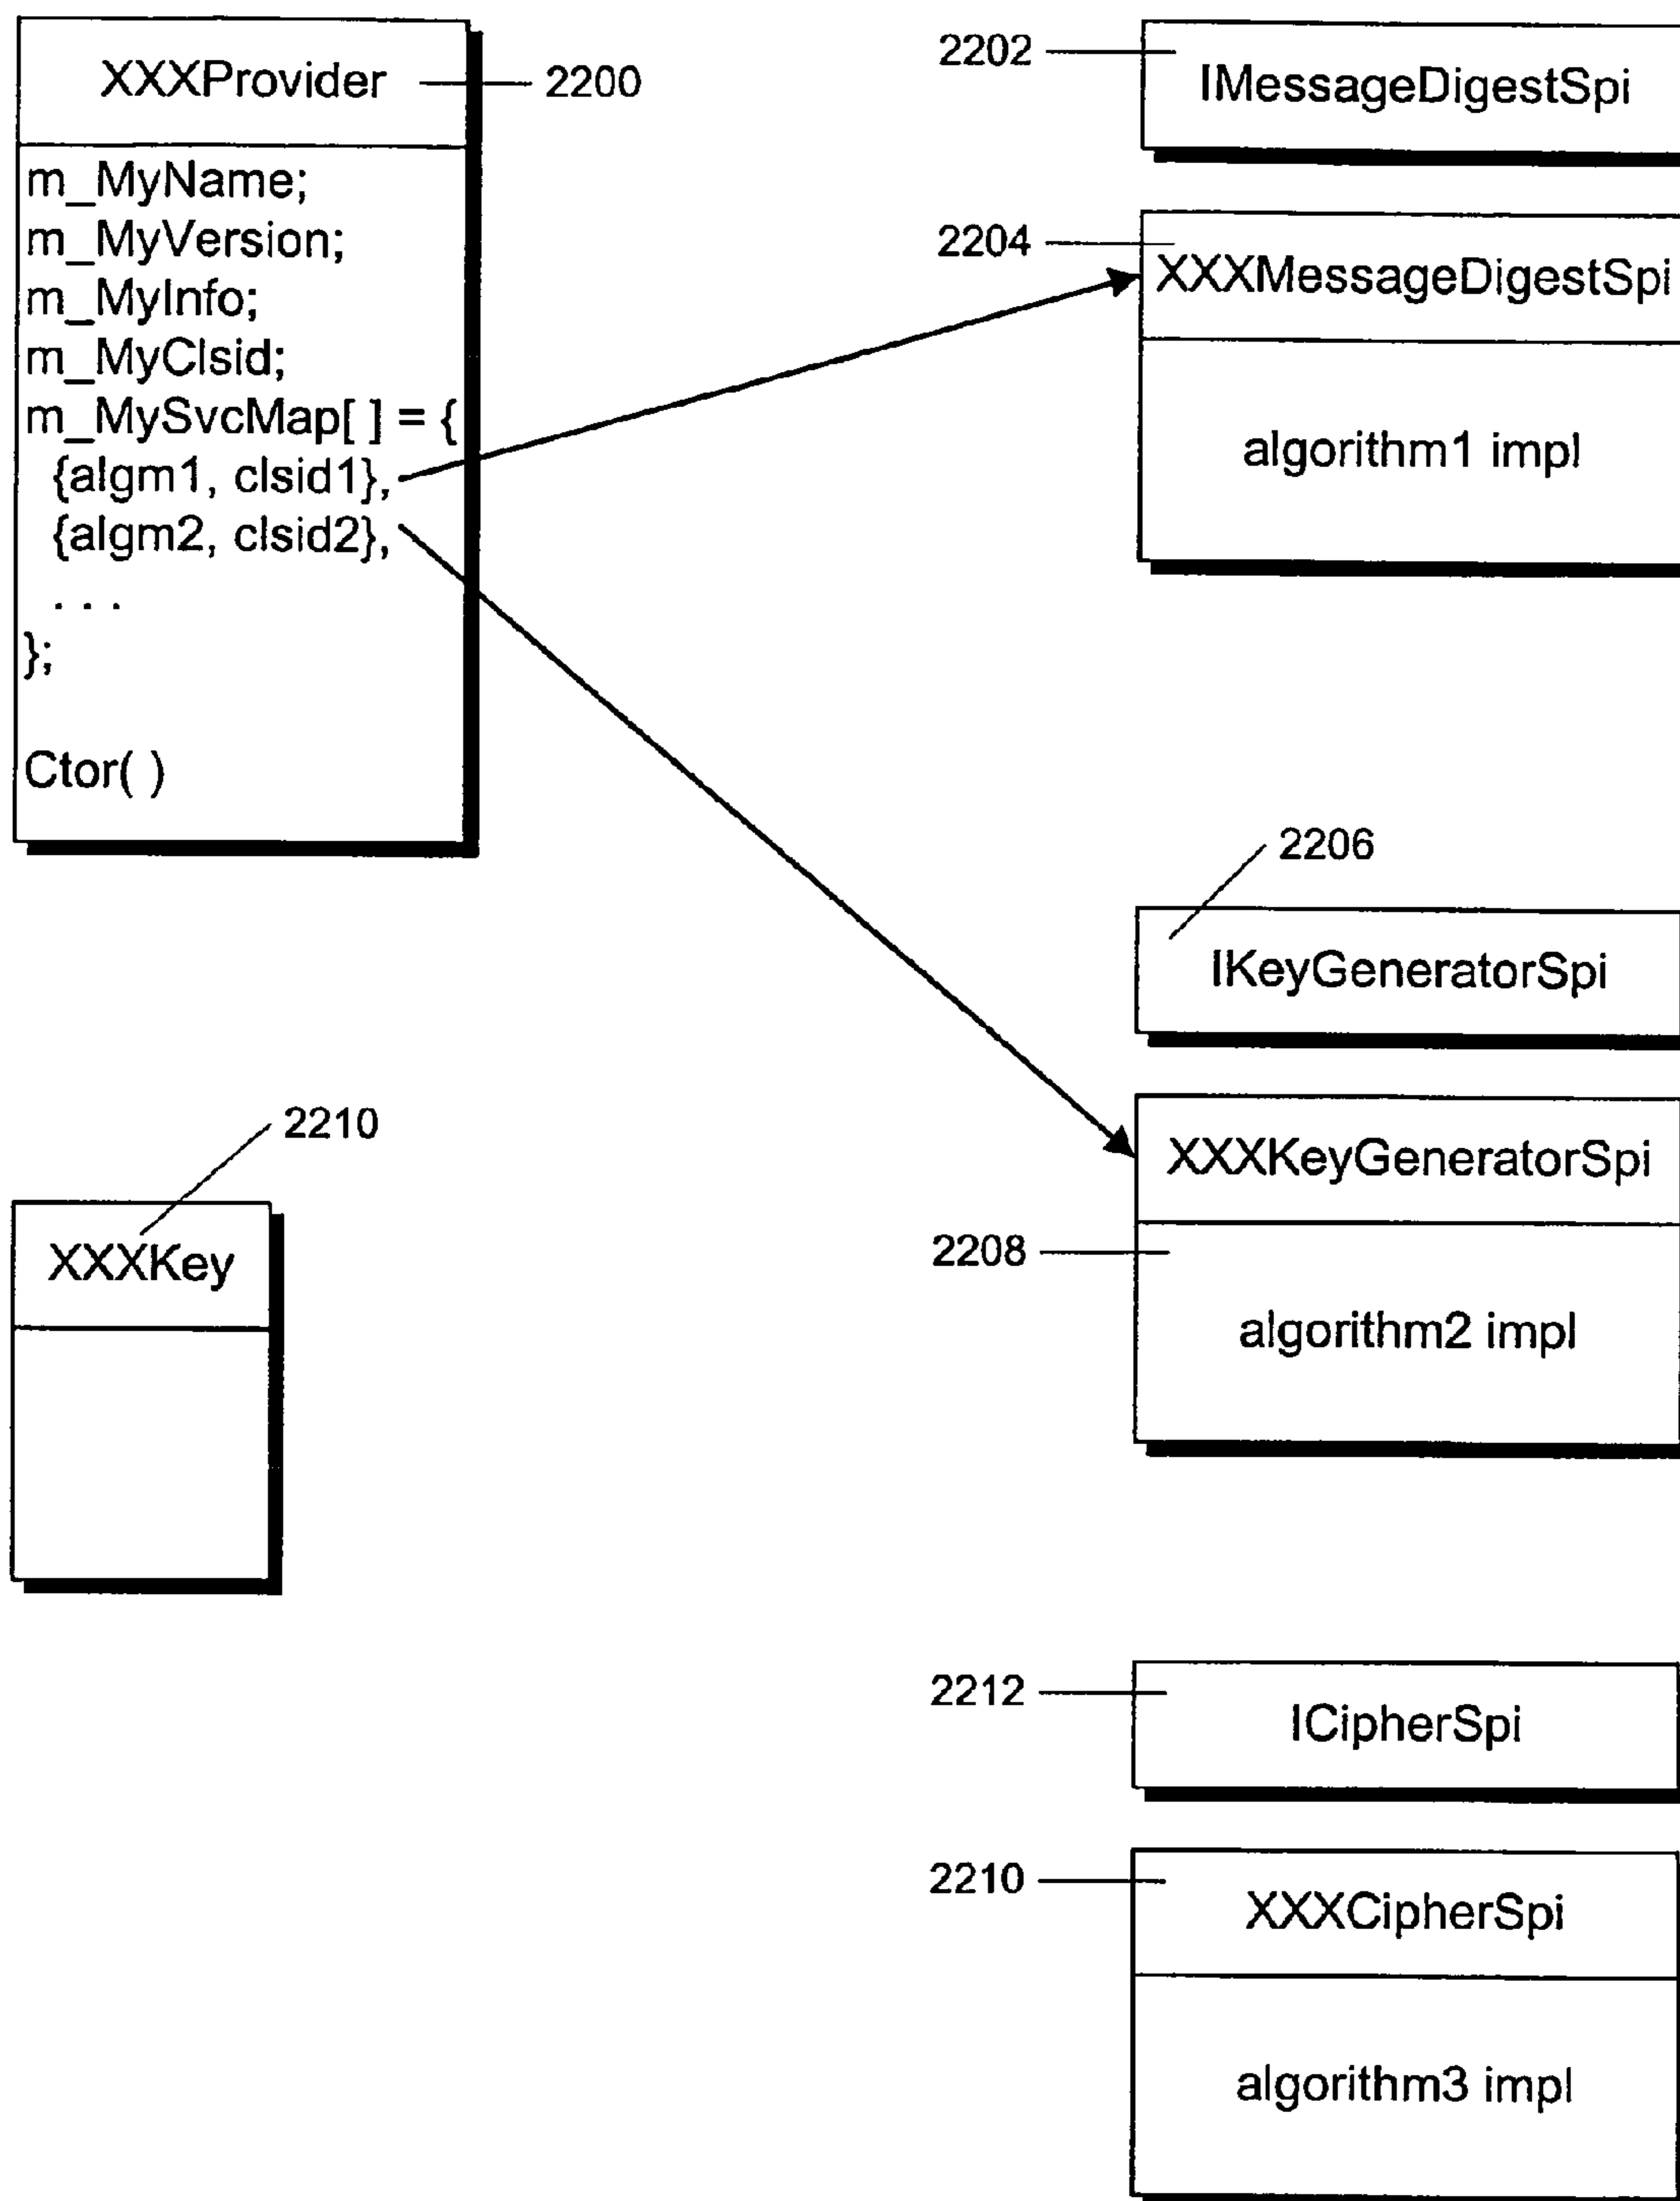 XXXProvider
2200
m_MyName;
m_MyVersion;
m_MyInfo;
m_MyClsid;
m_MySvcMap[ ] = {
{algm1, clsid1},
{algm2, clsid2},
. . .
};
Ctor( )
2202
IMessageDigestSpi
2204
XXXMessageDigestSpi
algorithm1 impl
2206
IKeyGeneratorSpi
XXXKeyGeneratorSpi
2208
algorithm2 impl
2210
XXXKey
2212
ICipherSpi
2210
XXXCipherSpi
algorithm3 impl